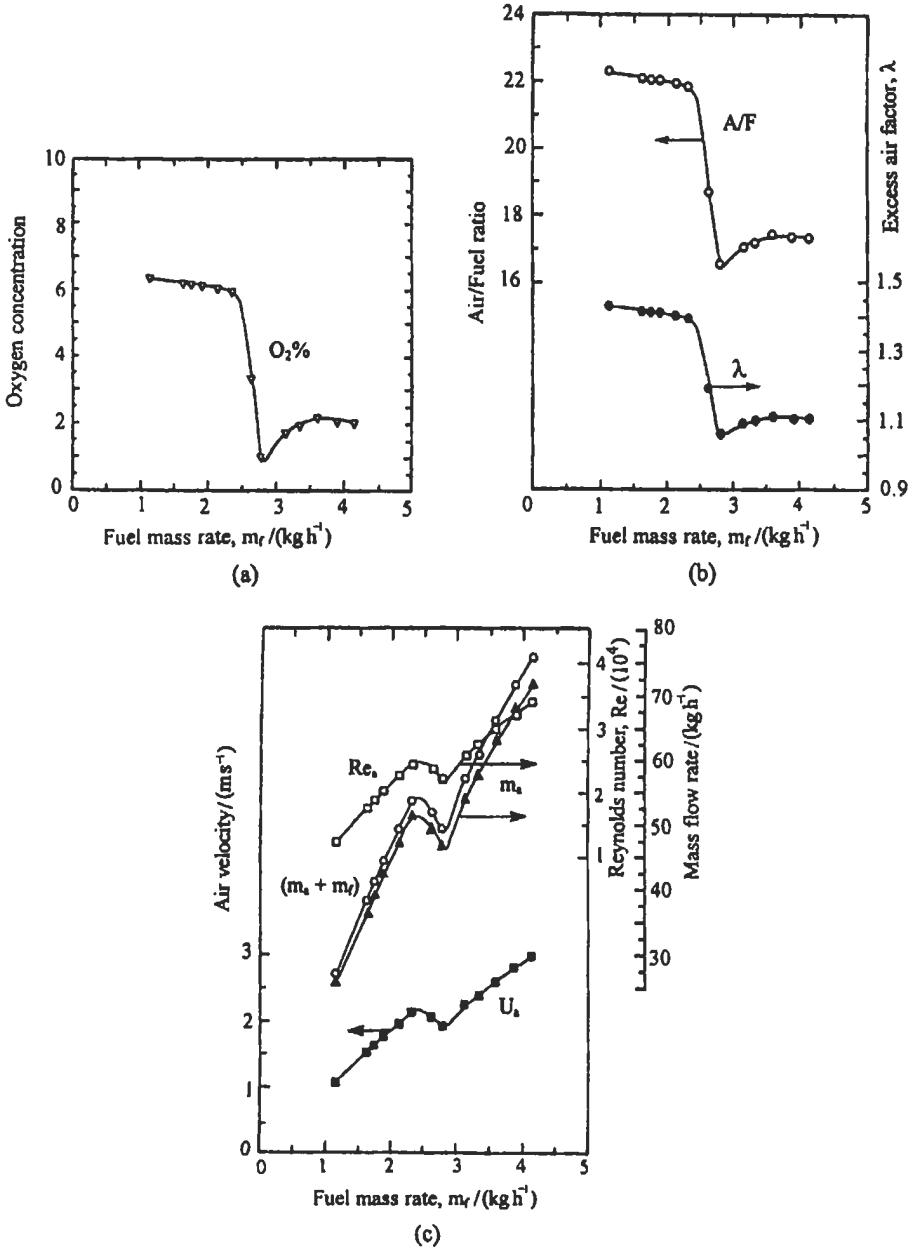 10
8
6
4
2
0
Oxygen concentration
O₂%
0 1 2 3 4 5
Fuel mass rate, m_f /(kg h⁻¹)
(a)
24
22
20
18
17
16
Air/Fuel ratio
A/F
λ
Excess air factor, λ
1.5
1.3
1.1
0.9
0 1 2 3 4 5
Fuel mass rate, m_f /(kg h⁻¹)
(b)
Air velocity/(ms⁻¹)
3
2
1
0
Re_a
m_a
(m_a + m_f)
U_a
4
3
2
1
Reynolds number, Re/(10⁴)
80
70
60
50
40
30
Mass flow rate/(kg h⁻¹)
0 1 2 3 4 5
Fuel mass rate, m_f /(kg h⁻¹)
(c)